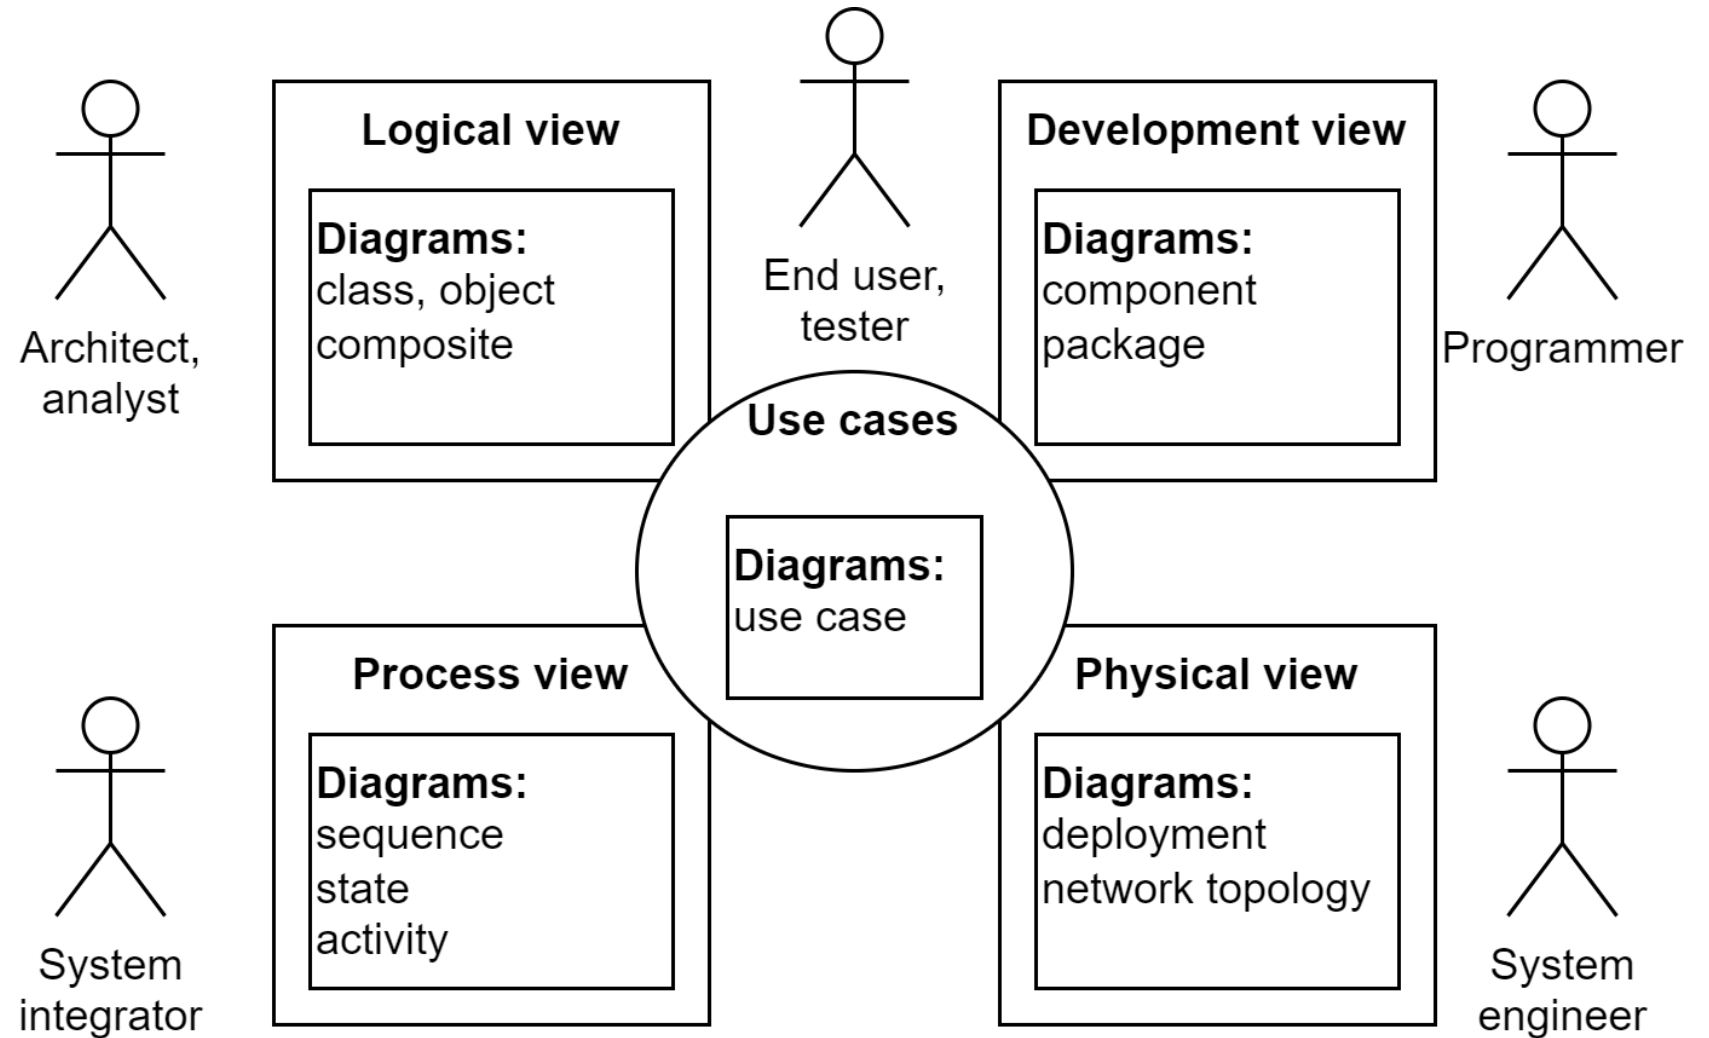 Logical view
Diagrams:
class, object
composite
Architect,
analyst
End user,
tester
Development view
Diagrams:
component
package
Programmer
Use cases
Diagrams:
use case
Process view
Diagrams:
sequence
state
activity
System
integrator
Physical view
Diagrams:
deployment
network topology
System
engineer